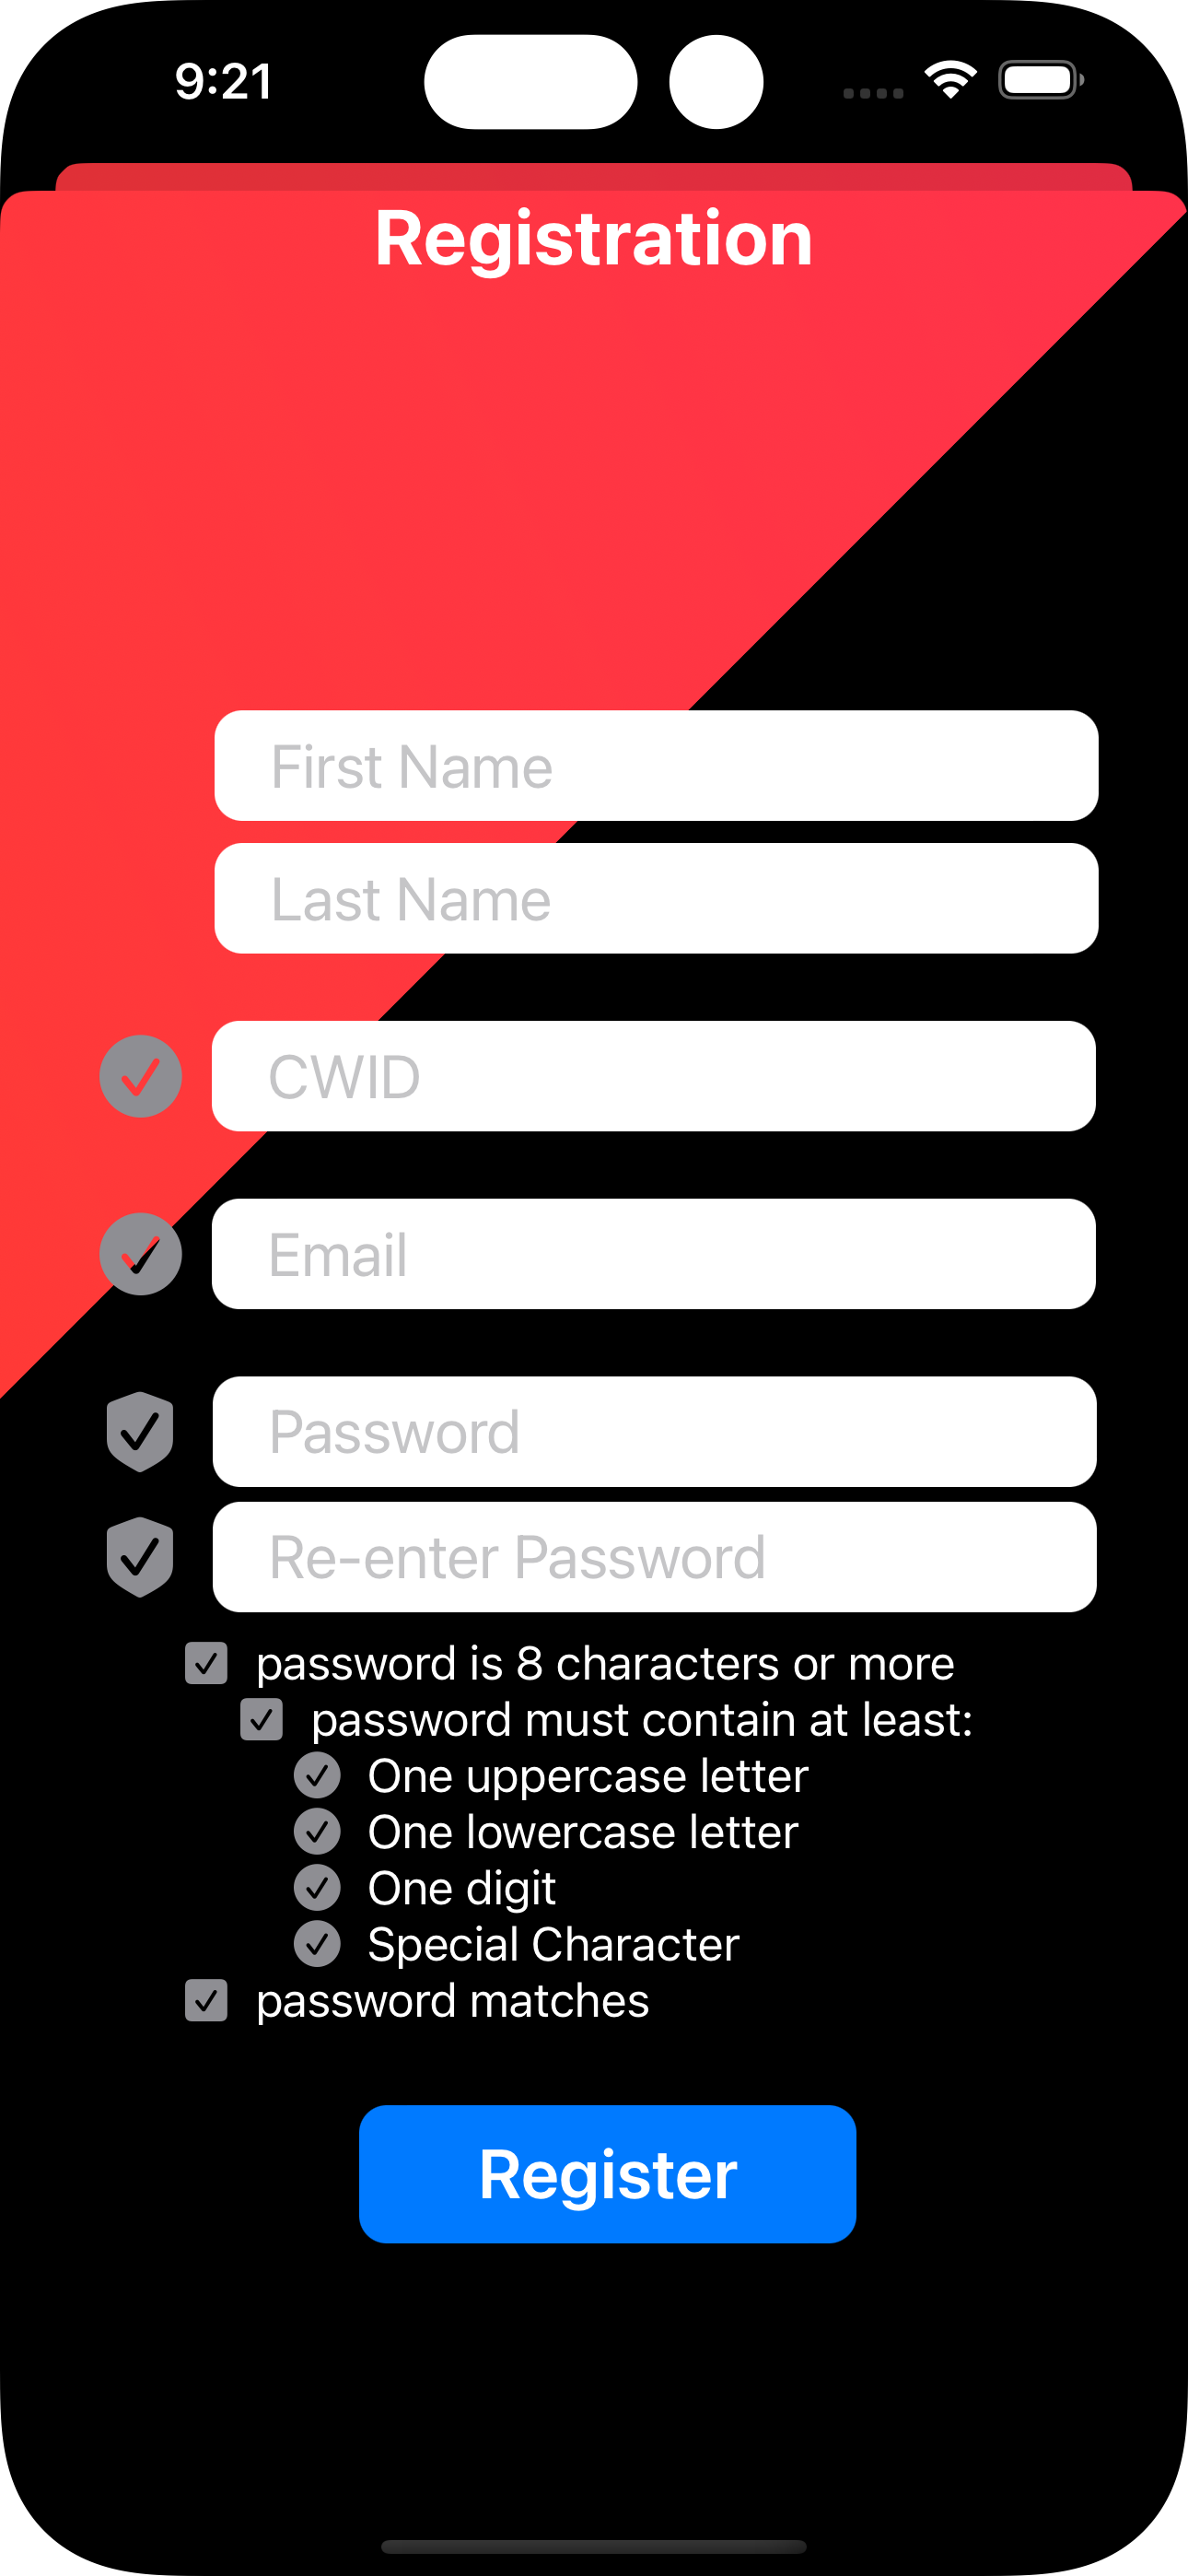 9:21
Registration
First Name
Last Name
CWID
Email
Password
Re-enter Password
password is 8 characters or more
password must contain at least:
One uppercase letter
One lowercase letter
One digit
Special Character
password matches
Register